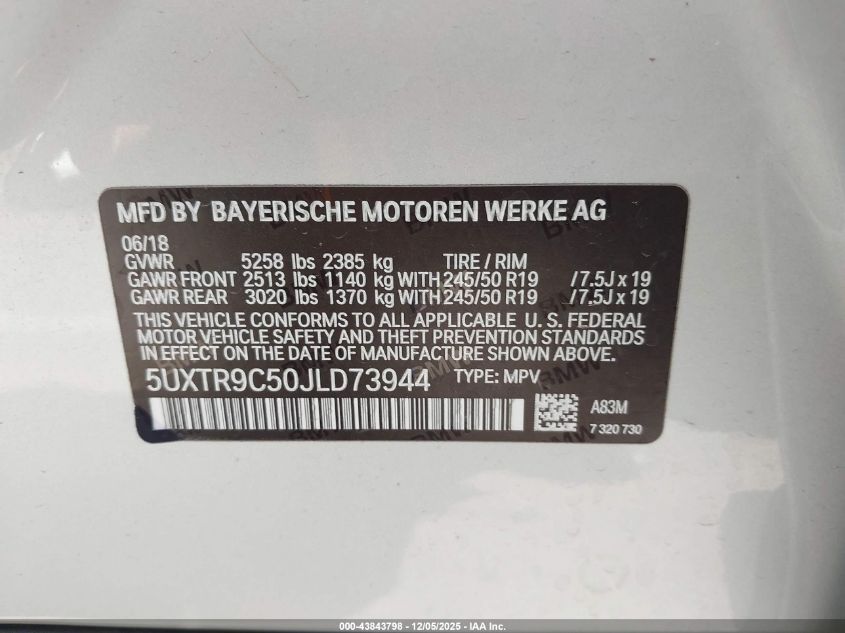 MFD BY BAYERISCHE MOTOREN WERKE AG
06/18
GVWR 5258 lbs 2385 kg TIRE / RIM
GAWR FRONT 2513 lbs 1140 kg WITH 245/50 R19 /7.5J x 19
GAWR REAR 3020 lbs 1370 kg WITH 245/50 R19 /7.5J x 19
THIS VEHICLE CONFORMS TO ALL APPLICABLE U. S. FEDERAL
MOTOR VEHICLE SAFETY AND THEFT PREVENTION STANDARDS
IN EFFECT ON THE DATE OF MANUFACTURE SHOWN ABOVE.
5UXTR9C50JLD73944 TYPE: MPV
A83M
7 320 730
000-43843798 - 12/05/2025 - IAA Inc.